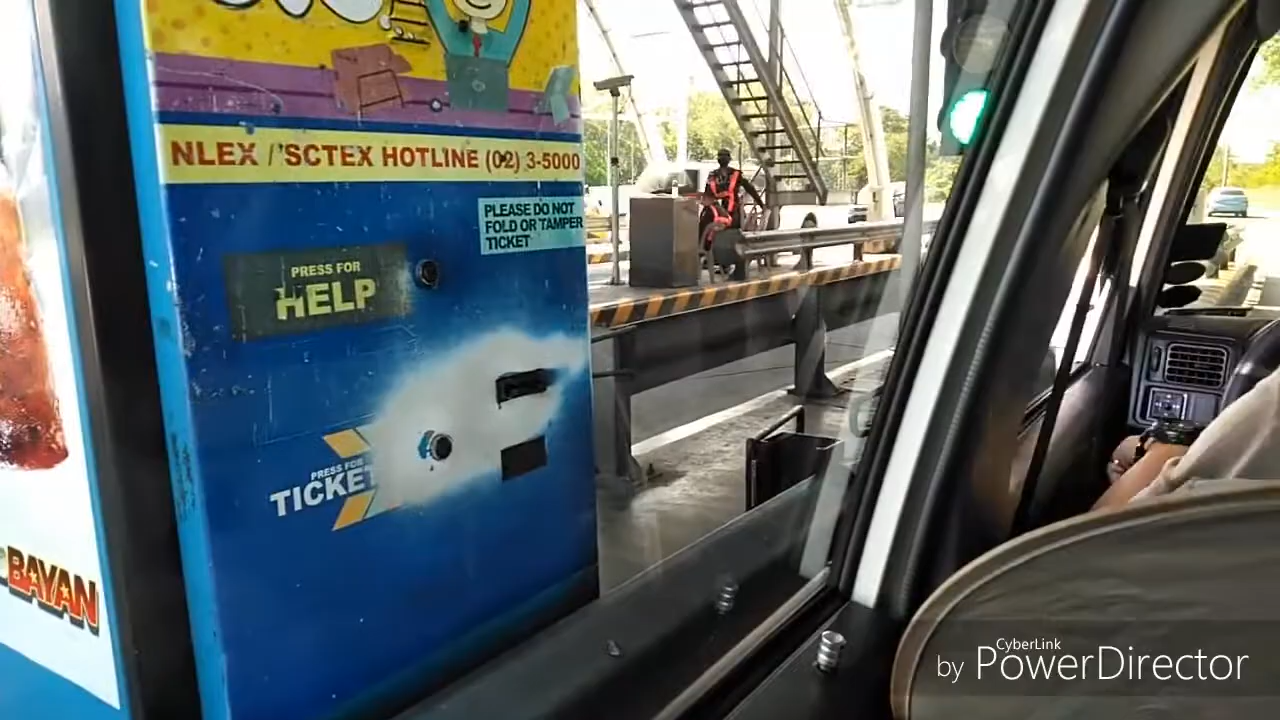 NLEX / SCTEX HOTLINE (02) 3-5000
PLEASE DO NOT
FOLD OR TAMPER
TICKET
PRESS FOR
HELP
PRESS FOR
TICKET
BAYAN
CyberLink
by PowerDirector